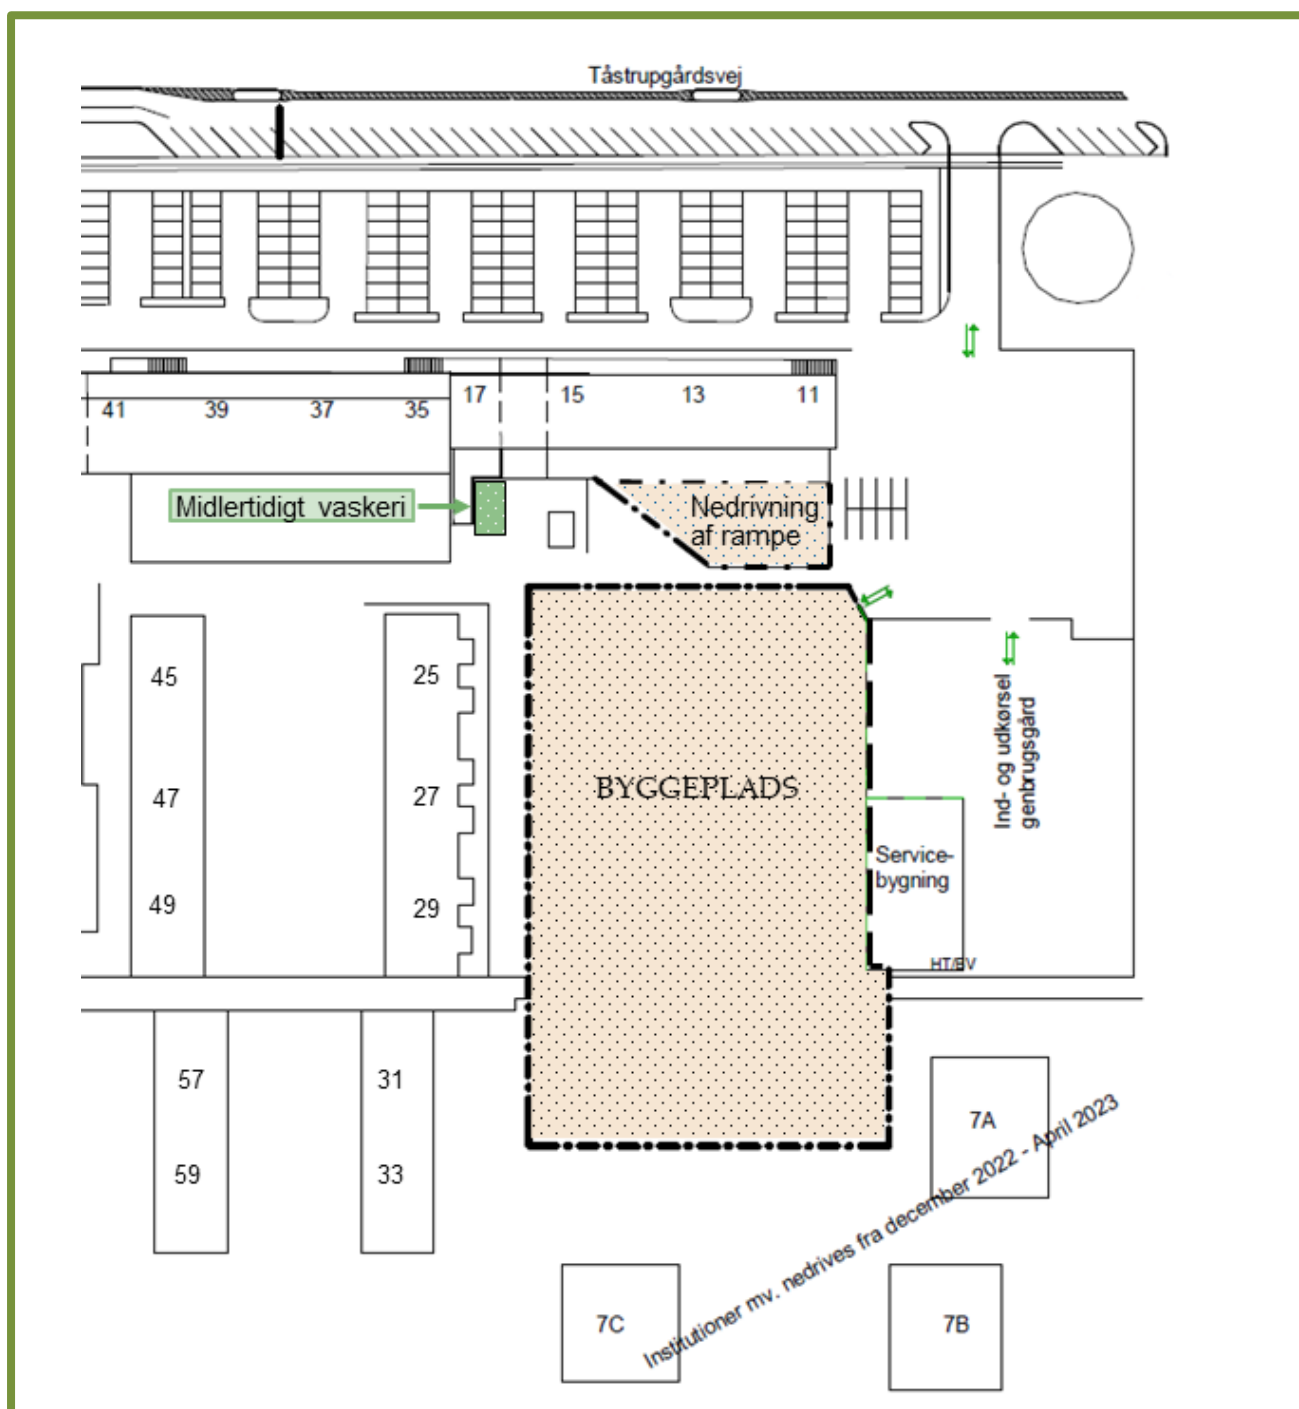 Tåstrupgårdsvej
41
39
37
35
17
15
13
11
Midlertidigt vaskeri
Nedrivning
af rampe
45
47
49
25
27
29
BYGGEPLADS
Ind- og udkørsel
genbrugsgård
Service-
bygning
HT/EV
57
59
31
33
7A
7B
7C
Institutioner mv. nedrives fra december 2022 - April 2023